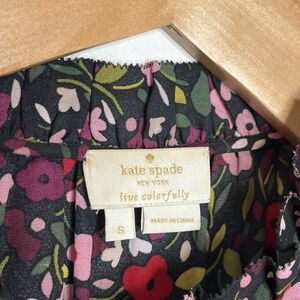 kate spade
NEW YORK
live colorfully
S
MADE IN CHINA